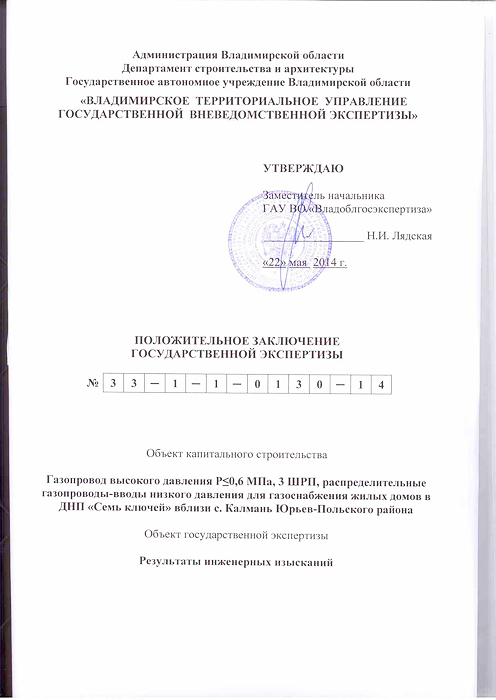 Администрация Владимирской области
Департамент строительства и архитектуры
Государственное автономное учреждение Владимирской области
«ВЛАДИМИРСКОЕ ТЕРРИТОРИАЛЬНОЕ УПРАВЛЕНИЕ
ГОСУДАРСТВЕННОЙ ВНЕВЕДОМСТВЕННОЙ ЭКСПЕРТИЗЫ»
УТВЕРЖДАЮ
Заместитель начальника
ГАУ ВО «Владоблгосэкспертиза»
Н.И. Лядская
«22» мая 2014 г.
ПОЛОЖИТЕЛЬНОЕ ЗАКЛЮЧЕНИЕ
ГОСУДАРСТВЕННОЙ ЭКСПЕРТИЗЫ
№ 3 3 – 1 – 1 – 0 1 3 0 – 1 4
Объект капитального строительства
Газопровод высокого давления Р≤0,6 МПа, 3 ШРП, распределительные
газопроводы-вводы низкого давления для газоснабжения жилых домов в
ДНП «Семь ключей» вблизи с. Калмань Юрьев-Польского района
Объект государственной экспертизы
Результаты инженерных изысканий